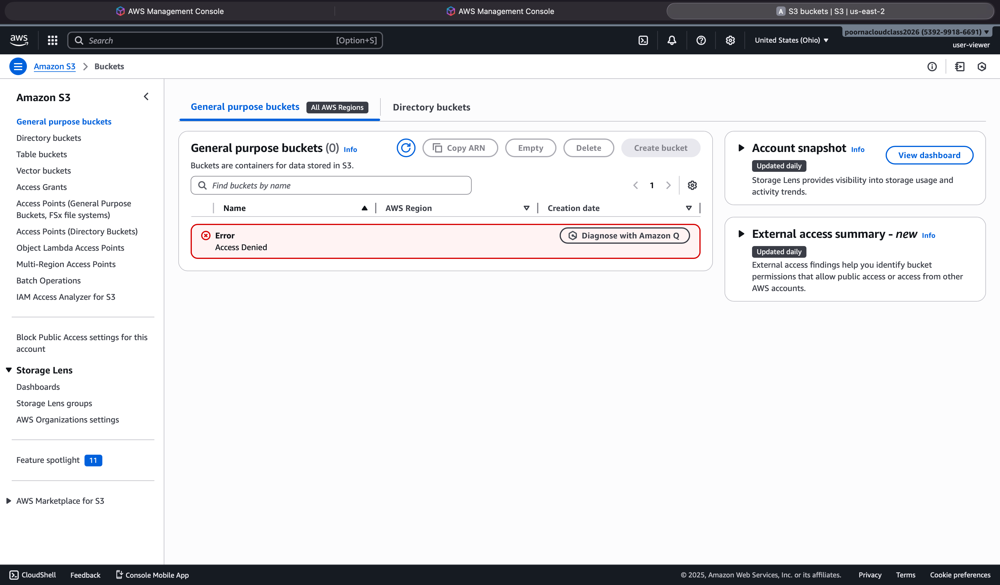 AWS Management Console
AWS Management Console
A S3 buckets | S3 | us-east-2
aws
Search [Option+S]
United States (Ohio)
poornacloudclass2026 (5392-9918-6691)
user-viewer
Amazon S3 Buckets
Amazon S3
General purpose buckets
Directory buckets
Table buckets
Vector buckets
Access Grants
Access Points (General Purpose
Buckets, FSx file systems)
Access Points (Directory Buckets)
Object Lambda Access Points
Multi-Region Access Points
Batch Operations
IAM Access Analyzer for S3
Block Public Access settings for this
account
Storage Lens
Dashboards
Storage Lens groups
AWS Organizations settings
Feature spotlight 11
AWS Marketplace for S3
General purpose buckets All AWS Regions
Directory buckets
General purpose buckets (0) Info
Copy ARN
Empty
Delete
Create bucket
Buckets are containers for data stored in S3.
Find buckets by name
1
Name
AWS Region
Creation date
Error
Access Denied
Diagnose with Amazon Q
Account snapshot Info
View dashboard
Updated daily
Storage Lens provides visibility into storage usage and
activity trends.
External access summary - new Info
Updated daily
External access findings help you identify bucket
permissions that allow public access or access from other
AWS accounts.
CloudShell
Feedback
Console Mobile App
© 2025, Amazon Web Services, Inc. or its affiliates.
Privacy
Terms
Cookie preferences